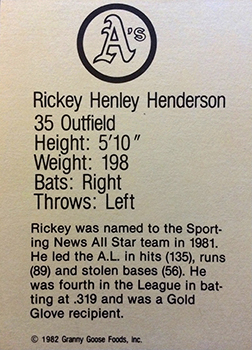 A's
Rickey Henley Henderson
35 Outfield
Height: 5'10"
Weight: 198
Bats: Right
Throws: Left
Rickey was named to the Sport-
ing News All Star team in 1981.
He led the A.L. in hits (135), runs
(89) and stolen bases (56). He
was fourth in the League in bat-
ting at .319 and was a Gold
Glove recipient.
© 1982 Granny Goose Foods, Inc.